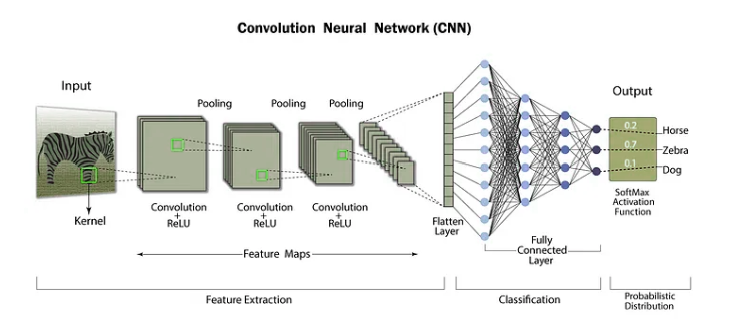 Convolution Neural Network (CNN)
Input
Output
Pooling
Pooling
Pooling
0.2
Horse
0.7
Zebra
0.1
Dog
Kernel
Convolution
+
ReLU
Convolution
+
ReLU
Convolution
+
ReLU
Flatten
Layer
SoftMax
Activation
Function
Fully
Connected
Layer
Feature Maps
Feature Extraction
Classification
Probabilistic
Distribution